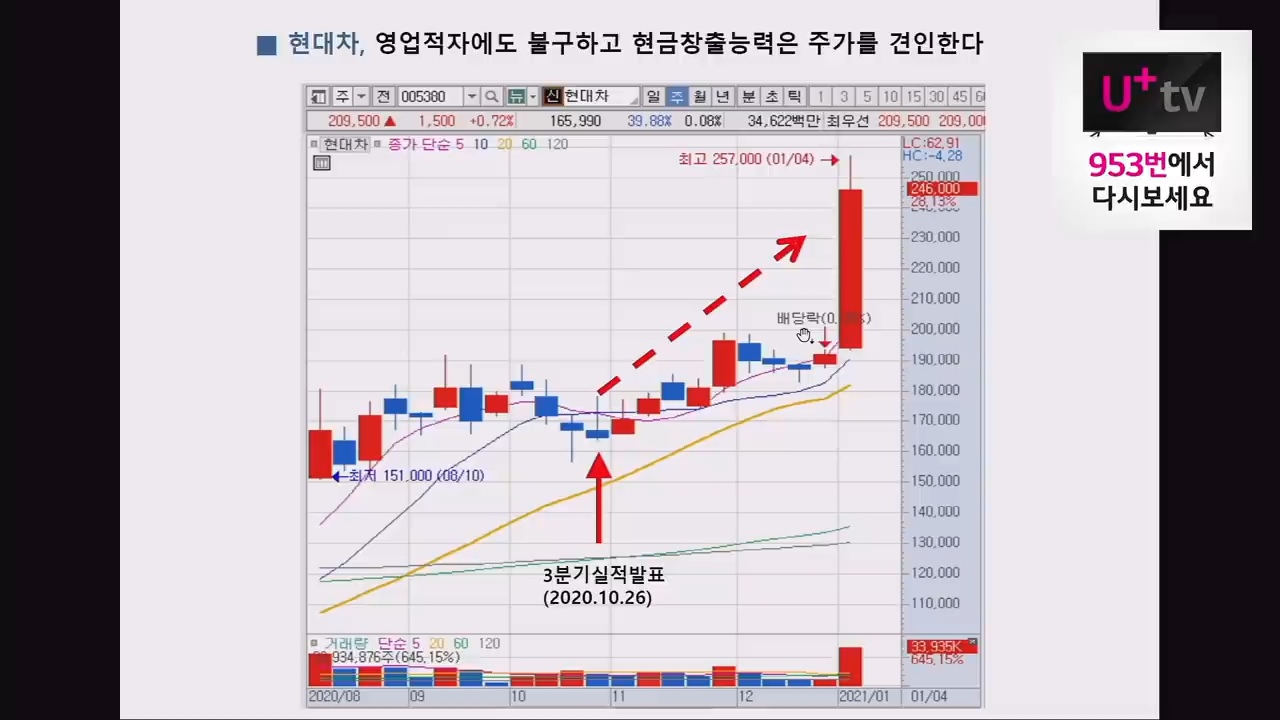 ■ 현대차, 영업적자에도 불구하고 현금창출능력은 주가를 견인한다
U+ tv
953번에서
다시보세요
주 전 005380 뉴 신 현대차 일 주 월 년 분 초 틱 1 3 5 10 15 30 45
209,500 ▲ 1,500 +0.72% 165,990 39.88% 0.08% 34,622백만 최우선 209,500 209,00
현대차 종가 단순 5 10 20 60 120
LC:62,91
HC:-4,28
최고 257,000 (01/04)
250,000
246,000
28,13%
240,000
230,000
220,000
210,000
배당락(0.
200,000
190,000
180,000
170,000
160,000
최저 151,000 (08/10)
150,000
140,000
130,000
120,000
110,000
3분기실적발표
(2020.10.26)
거래량 단순 5 20 60 120
934,876주(645,15%)
33,935K
645,15%
2020/08 09 10 11 12 2021/01 01/04